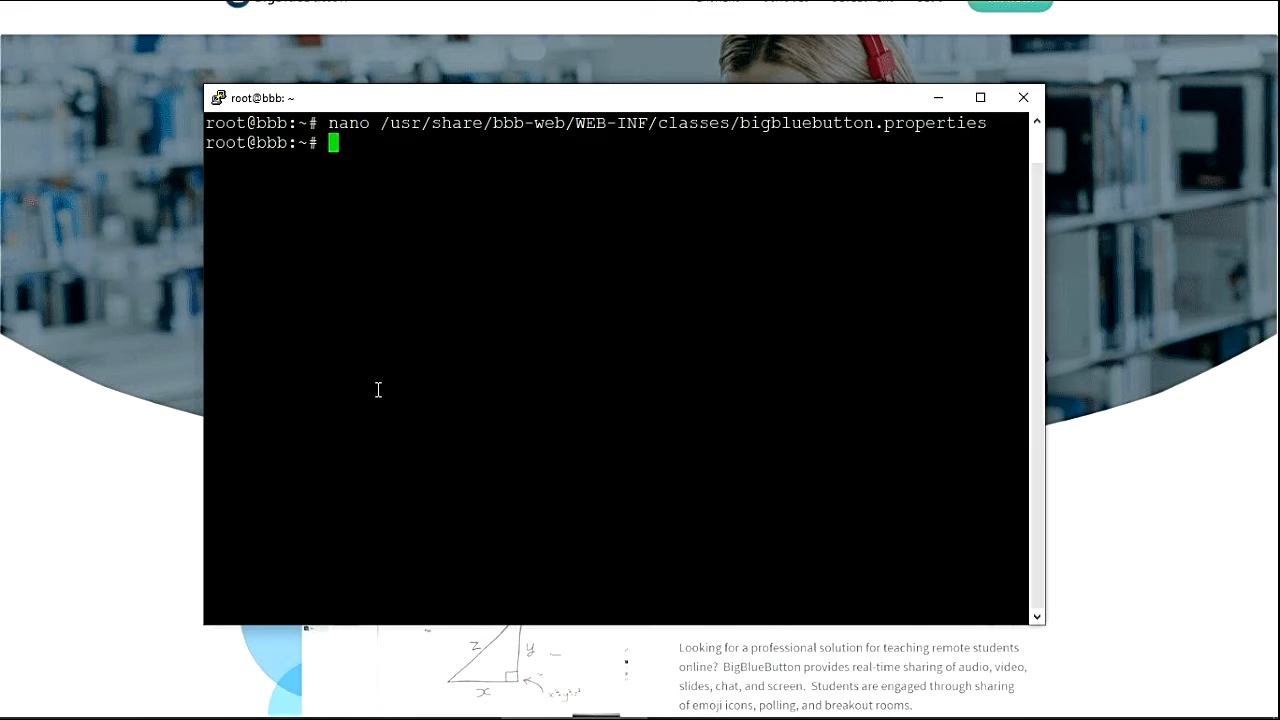 root@bbb: ~
root@bbb:~# nano /usr/share/bbb-web/WEB-INF/classes/bigbluebutton.properties
root@bbb:~#
z
y
x
Looking for a professional solution for teaching remote students
online? BigBlueButton provides real-time sharing of audio, video,
slides, chat, and screen. Students are engaged through sharing
of emoji icons, polling, and breakout rooms.